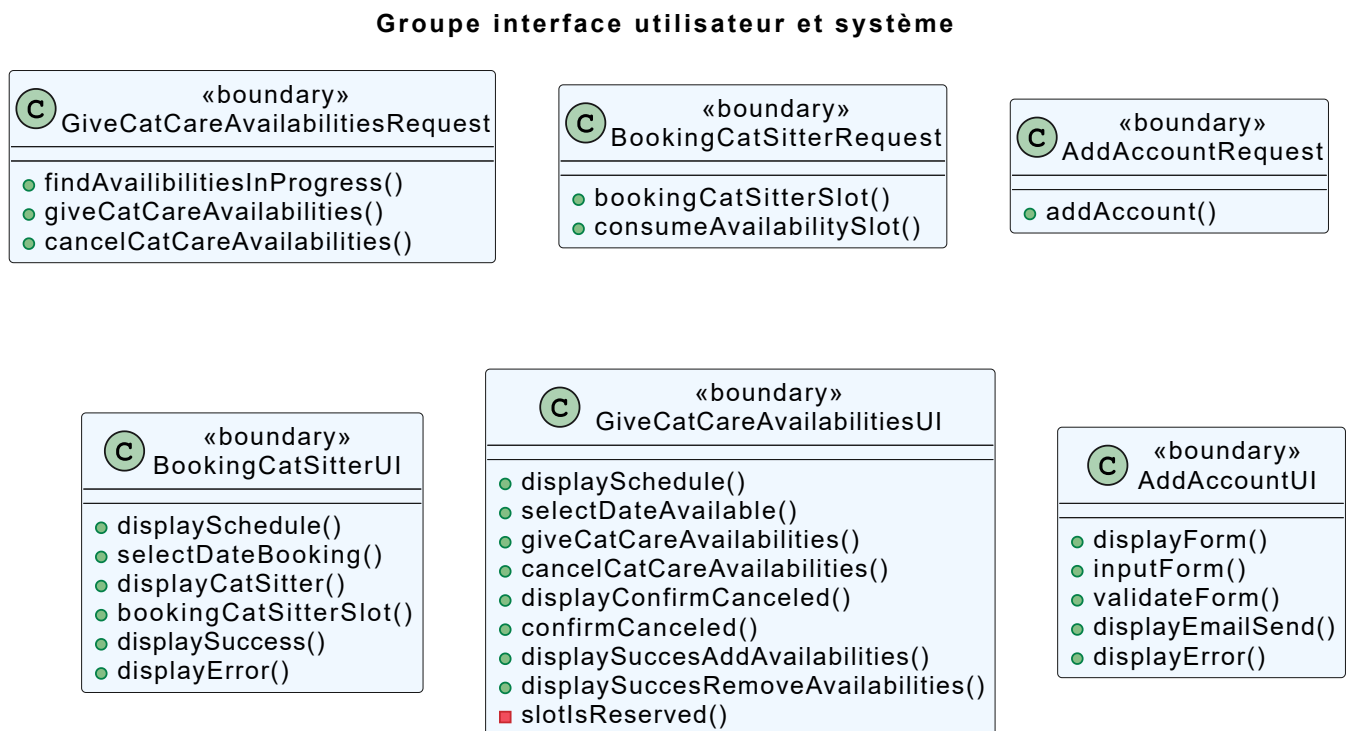 Groupe interface utilisateur et système
C
«boundary»
GiveCatCareAvailabilitiesRequest
findAvailibilitiesInProgress()
giveCatCareAvailabilities()
cancelCatCareAvailabilities()
C
«boundary»
BookingCatSitterRequest
bookingCatSitterSlot()
consumeAvailabilitySlot()
C
«boundary»
AddAccountRequest
addAccount()
C
«boundary»
BookingCatSitterUI
displaySchedule()
selectDateBooking()
displayCatSitter()
bookingCatSitterSlot()
displaySuccess()
displayError()
C
«boundary»
GiveCatCareAvailabilitiesUI
displaySchedule()
selectDateAvailable()
giveCatCareAvailabilities()
cancelCatCareAvailabilities()
displayConfirmCanceled()
confirmCanceled()
displaySuccesAddAvailabilities()
displaySuccesRemoveAvailabilities()
slotIsReserved()
C
«boundary»
AddAccountUI
displayForm()
inputForm()
validateForm()
displayEmailSend()
displayError()